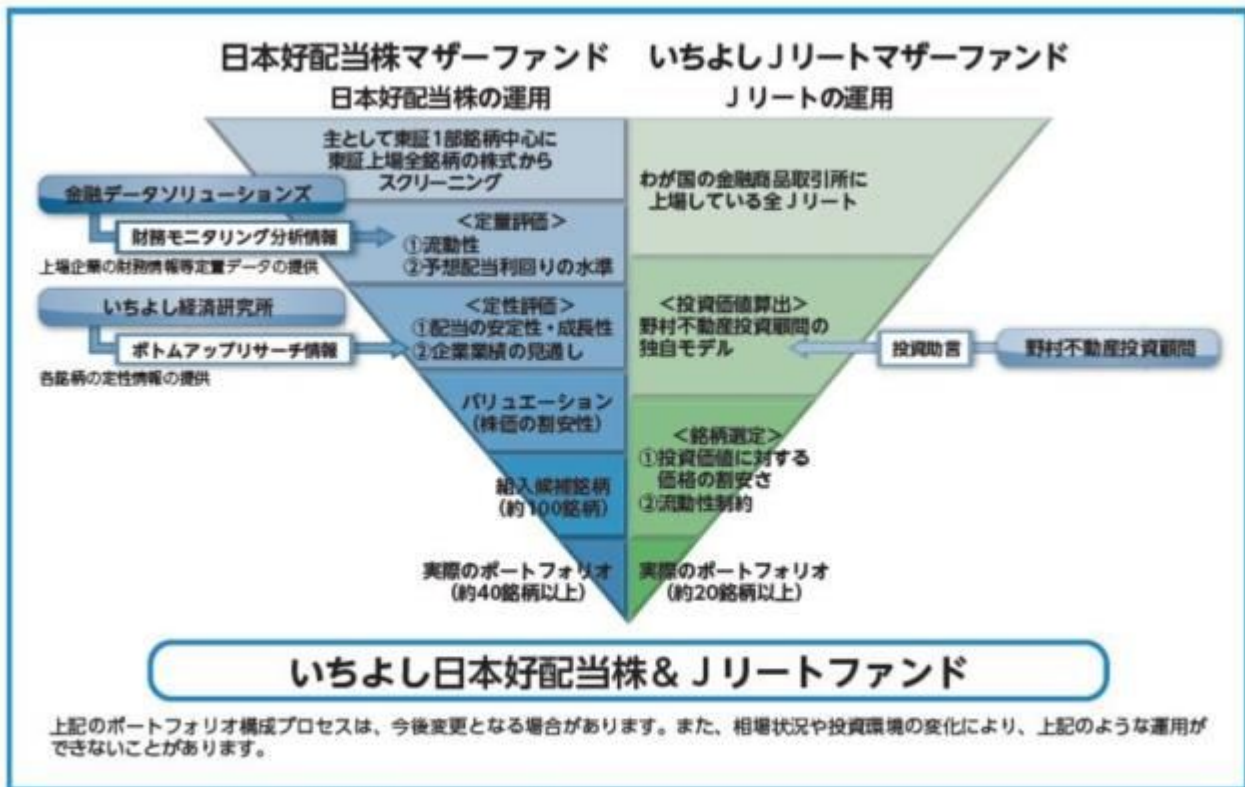 日本好配当株マザーファンド
日本好配当株の運用
主として東証1部銘柄中心に
東証上場全銘柄の株式から
スクリーニング
金融データソリューションズ
財務モニタリング分析情報
上場企業の財務情報等定量データの提供
＜定量評価＞
①流動性
②予想配当利回りの水準
いちよし経済研究所
ボトムアップリサーチ情報
各銘柄の定性情報の提供
＜定性評価＞
①配当の安定性・成長性
②企業業績の見通し
バリュエーション
（株価の割安性）
組入候補銘柄
（約100銘柄）
実際のポートフォリオ
（約40銘柄以上）
いちよしＪリートマザーファンド
Ｊリートの運用
わが国の金融商品取引所に
上場している全Ｊリート
＜投資価値算出＞
野村不動産投資顧問の
独自モデル
投資助言
野村不動産投資顧問
＜銘柄選定＞
①投資価値に対する
価格の割安さ
②流動性制約
実際のポートフォリオ
（約20銘柄以上）
いちよし日本好配当株＆Ｊリートファンド
上記のポートフォリオ構成プロセスは、今後変更となる場合があります。また、相場状況や投資環境の変化により、上記のような運用が
できないことがあります。